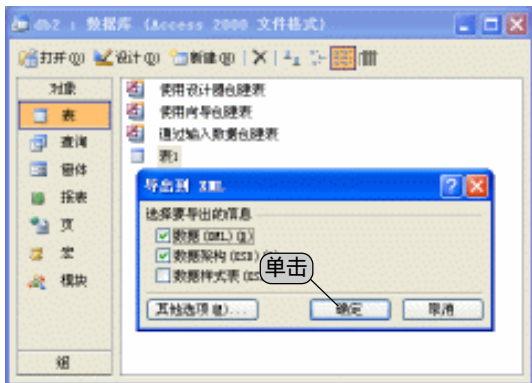 db2 : 数据库 (Access 2000 文件格式)
打开(O) 设计(D) 新建(N)
对象
表
查询
窗体
报表
页
宏
模块
组
使用设计器创建表
使用向导创建表
通过输入数据创建表
表1
导出到 XML
选择要导出的信息
数据(XML)(D)
数据架构(XSD)
数据样式表(XSL)
单击
其他选项(M)...
确定
取消